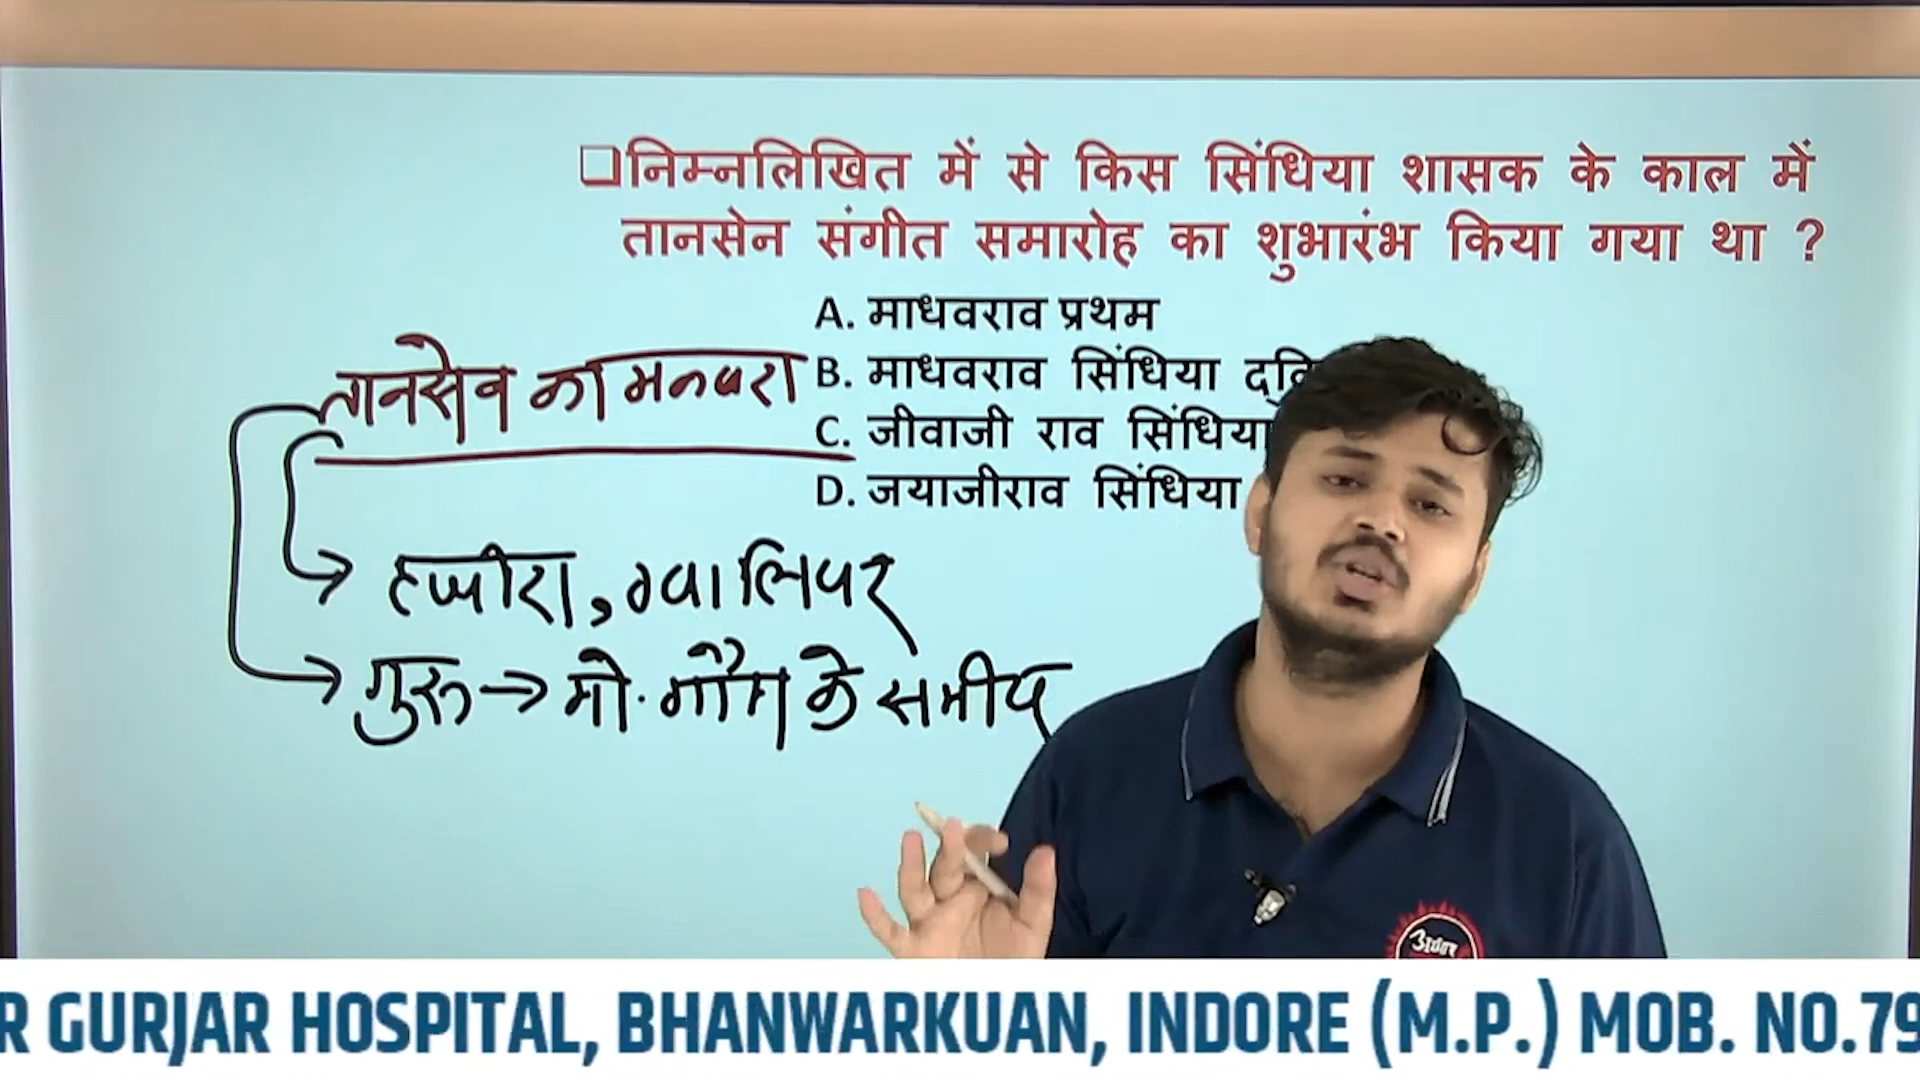 ❑निम्नलिखित में से किस सिंधिया शासक के काल में
तानसेन संगीत समारोह का शुभारंभ किया गया था ?
A. माधवराव प्रथम
B. माधवराव सिंधिया
C. जीवाजी राव सिंधिया
D. जयाजीराव सिंधिया
तानसेन का मकबरा
हजीरा, ग्वालियर
गुरु → मो. गौस के समीप
R GURJAR HOSPITAL, BHANWARKUAN, INDORE (M.P.) MOB. NO.79